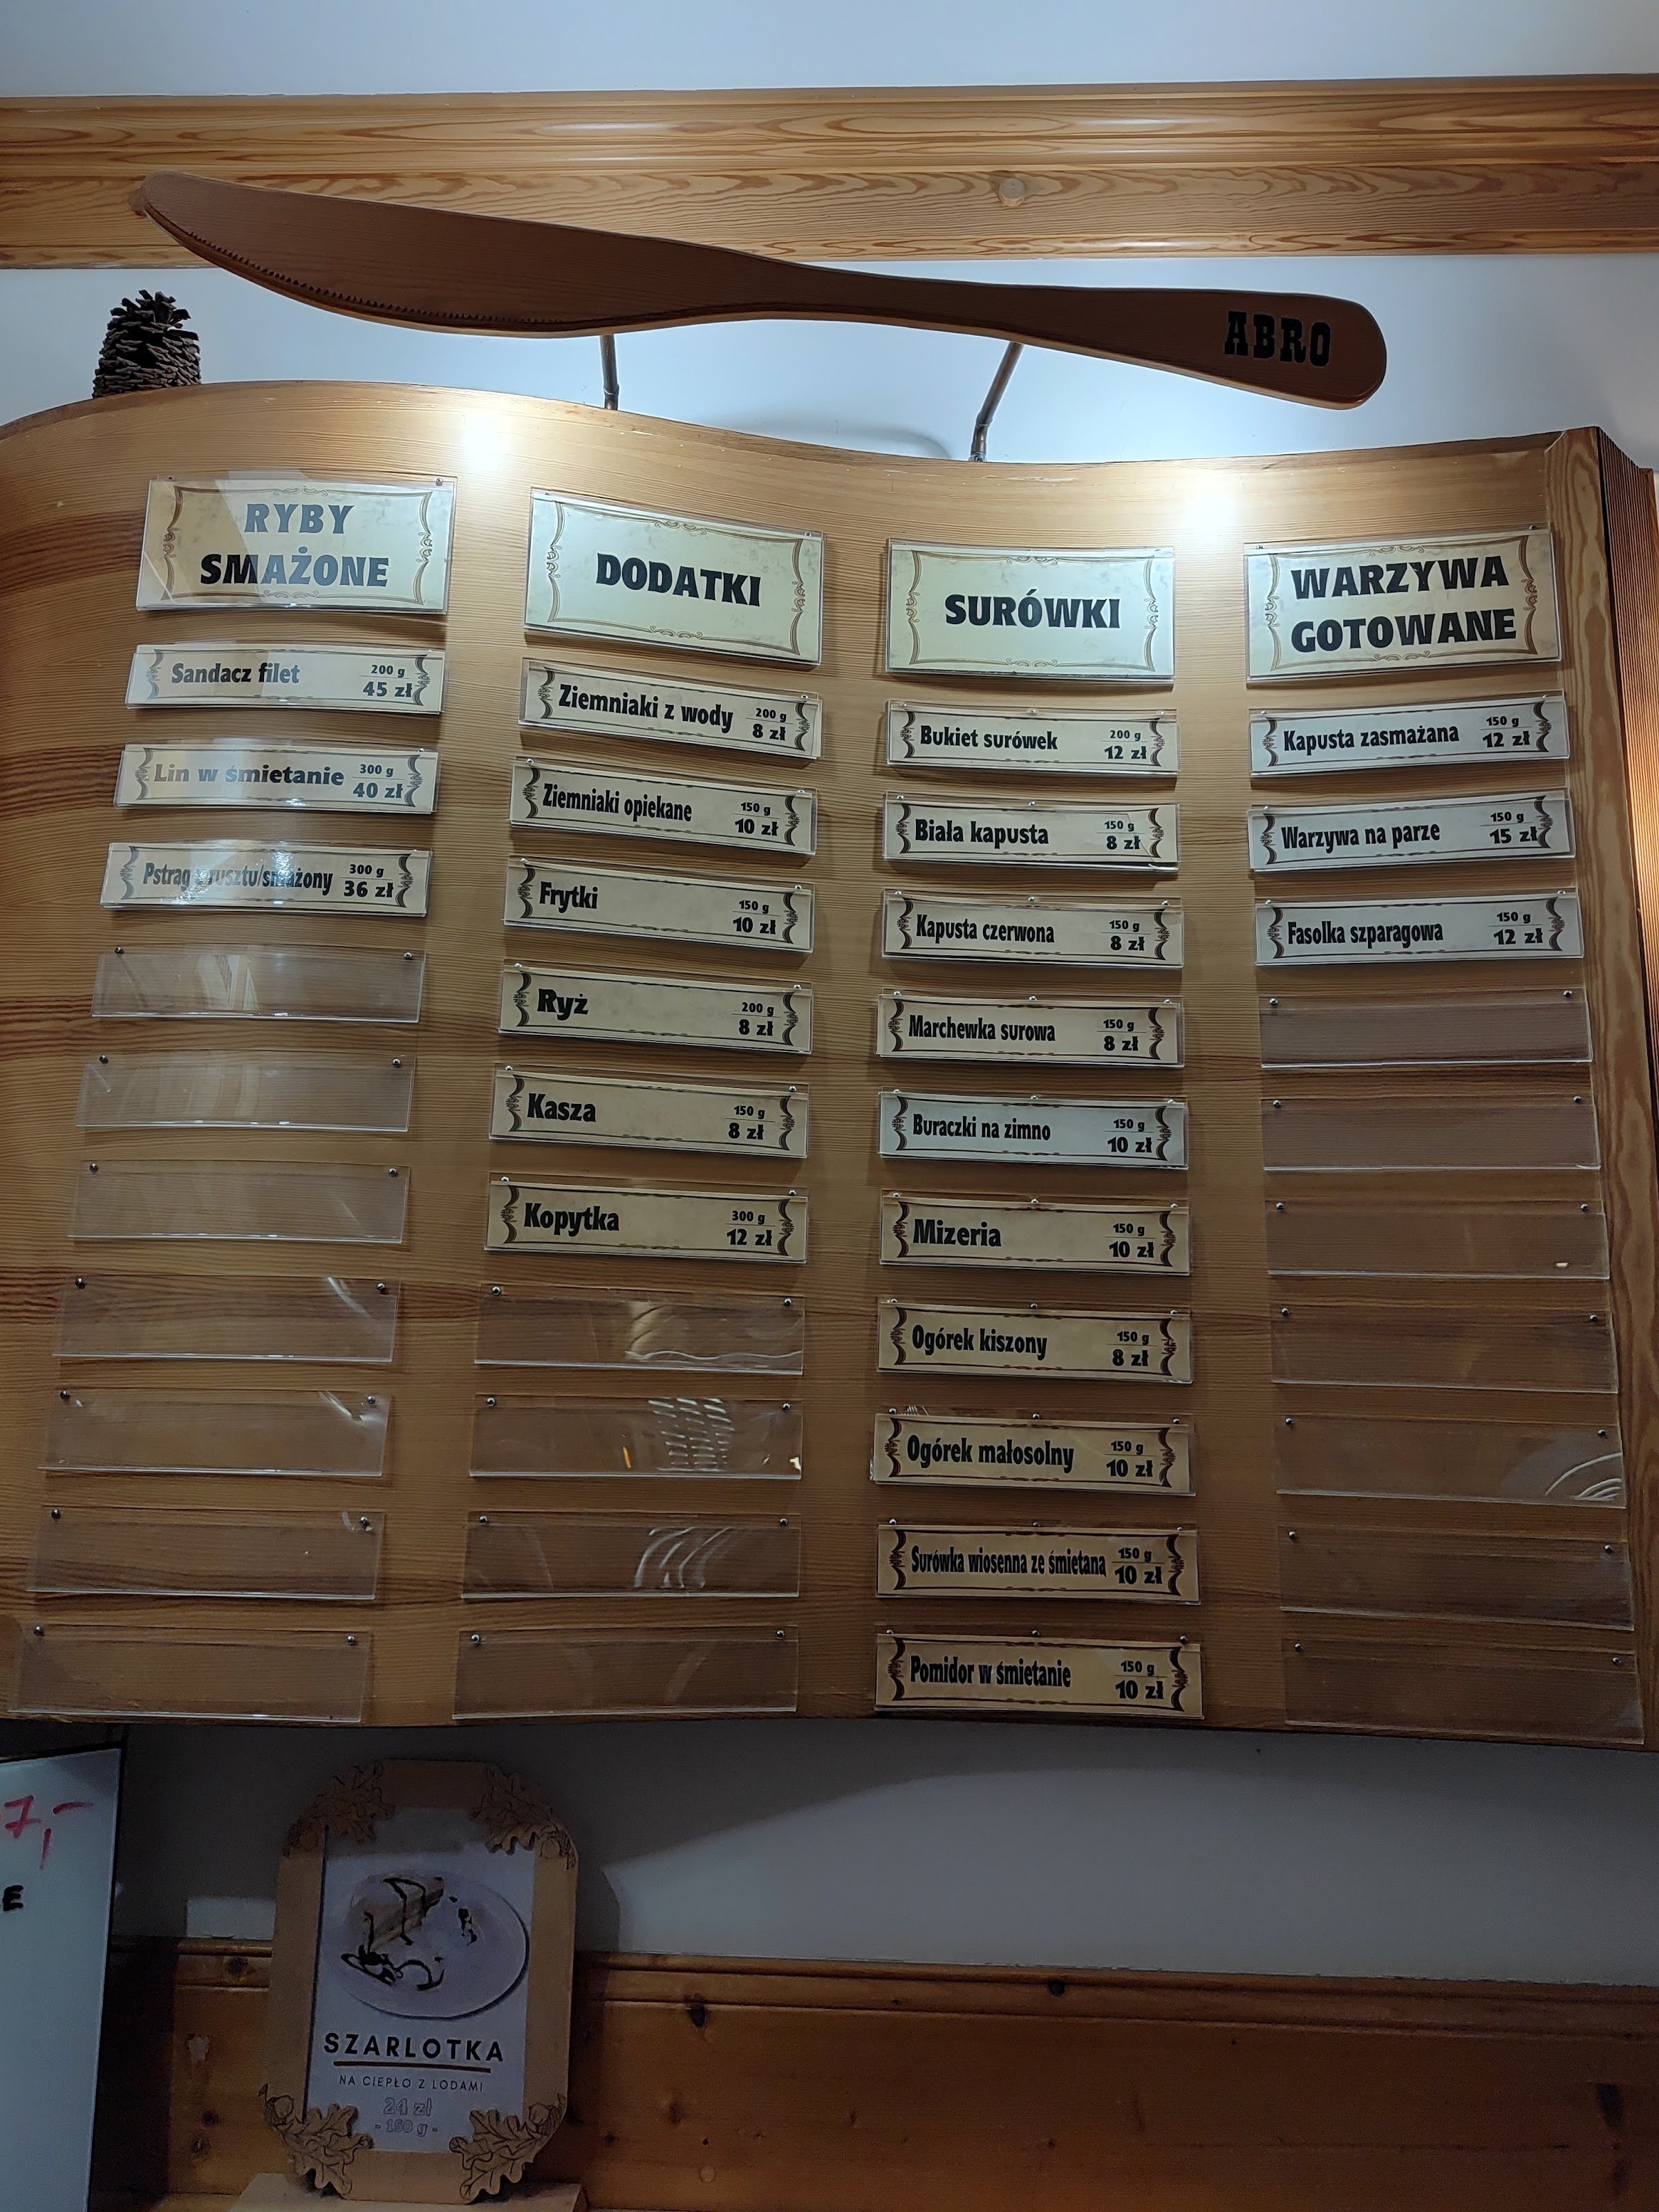 ABRO
RYBY
SMAŻONE
Sandacz filet 200 g
45 zł
Lin w śmietanie 300 g
40 zł
Pstrąg z rusztu/smażony 300 g
36 zł
DODATKI
Ziemniaki z wody 200 g
8 zł
Ziemniaki opiekane 150 g
10 zł
Frytki 150 g
10 zł
Ryż 200 g
8 zł
Kasza 150 g
8 zł
Kopytka 300 g
12 zł
SURÓWKI
Bukiet surówek 200 g
12 zł
Biała kapusta 150 g
8 zł
Kapusta czerwona 150 g
8 zł
Marchewka surowa 150 g
8 zł
Buraczki na zimno 150 g
10 zł
Mizeria 150 g
10 zł
Ogórek kiszony 150 g
8 zł
Ogórek małosolny 150 g
10 zł
Surówka wiosenna ze śmietaną 150 g
10 zł
Pomidor w śmietanie 150 g
10 zł
WARZYWA
GOTOWANE
Kapusta zasmażana 150 g
12 zł
Warzywa na parze 150 g
15 zł
Fasolka szparagowa 150 g
12 zł
7,-
E
SZARLOTKA
NA CIEPŁO Z LODAMI
24 zł
- 150 g -